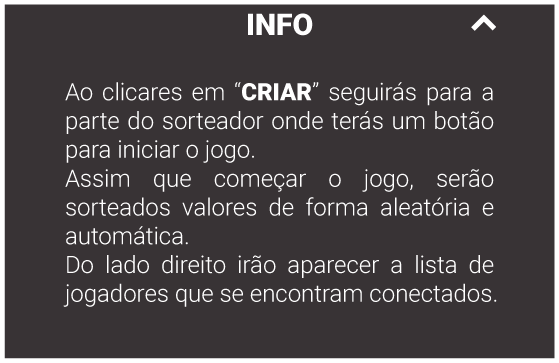 INFO
Ao clicares em “CRIAR” seguirás para a
parte do sorteador onde terás um botão
para iniciar o jogo.
Assim que começar o jogo, serão
sorteados valores de forma aleatória e
automática.
Do lado direito irão aparecer a lista de
jogadores que se encontram conectados.